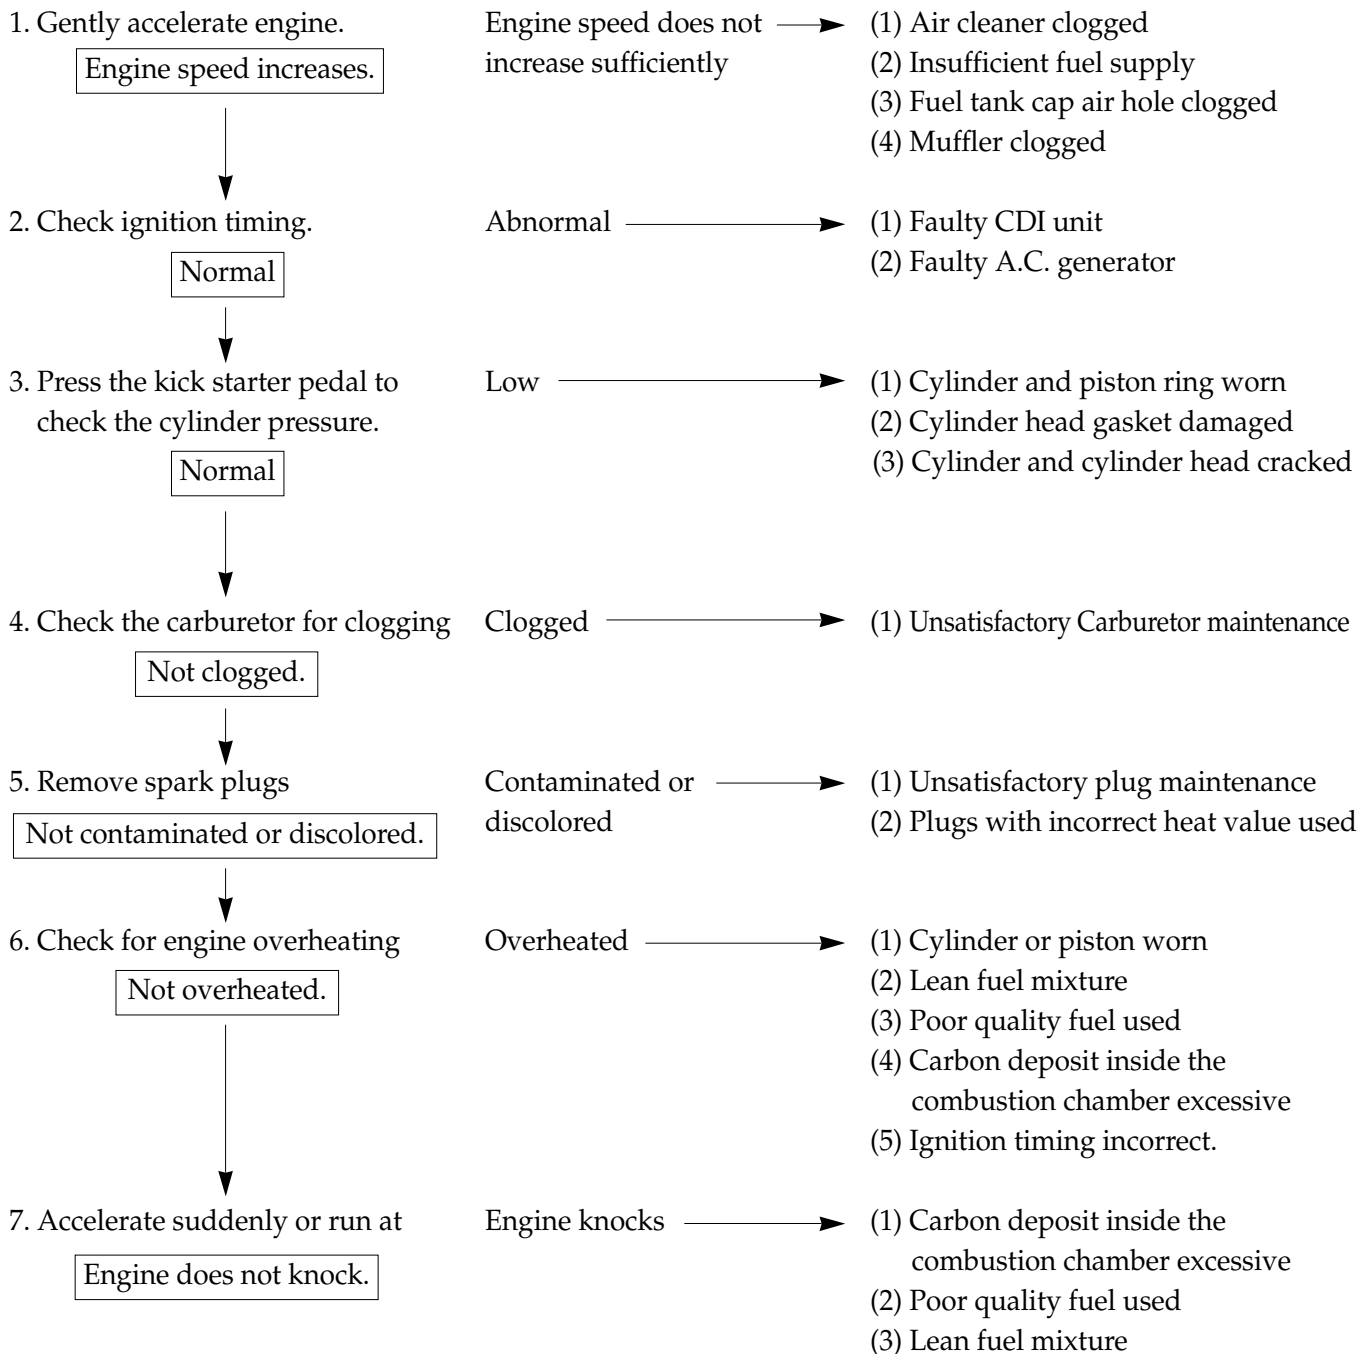 1. Gently accelerate engine.
Engine speed increases.
Engine speed does not
increase sufficiently
(1) Air cleaner clogged
(2) Insufficient fuel supply
(3) Fuel tank cap air hole clogged
(4) Muffler clogged
2. Check ignition timing.
Normal
Abnormal
(1) Faulty CDI unit
(2) Faulty A.C. generator
3. Press the kick starter pedal to
check the cylinder pressure.
Normal
Low
(1) Cylinder and piston ring worn
(2) Cylinder head gasket damaged
(3) Cylinder and cylinder head cracked
4. Check the carburetor for clogging
Not clogged.
Clogged
(1) Unsatisfactory Carburetor maintenance
5. Remove spark plugs
Not contaminated or discolored.
Contaminated or
discolored
(1) Unsatisfactory plug maintenance
(2) Plugs with incorrect heat value used
6. Check for engine overheating
Not overheated.
Overheated
(1) Cylinder or piston worn
(2) Lean fuel mixture
(3) Poor quality fuel used
(4) Carbon deposit inside the
combustion chamber excessive
(5) Ignition timing incorrect.
7. Accelerate suddenly or run at
Engine does not knock.
Engine knocks
(1) Carbon deposit inside the
combustion chamber excessive
(2) Poor quality fuel used
(3) Lean fuel mixture